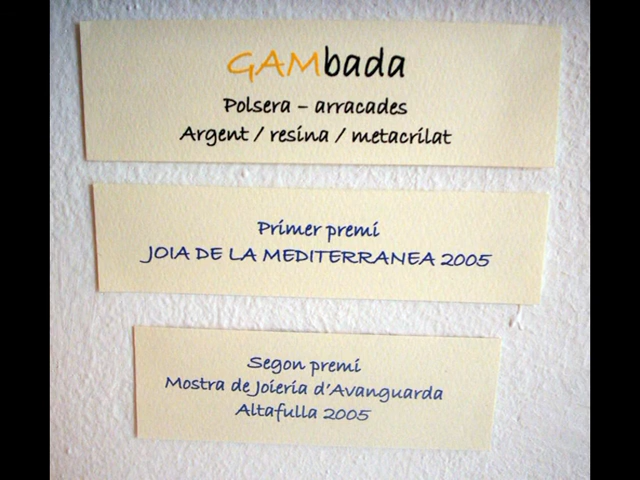 GAMbada
Polsera – arracades
Argent / resina / metacrilat
Primer premi
JOIA DE LA MEDITERRANEA 2005
Segon premi
Mostra de Joieria d'Avanguarda
Altafulla 2005